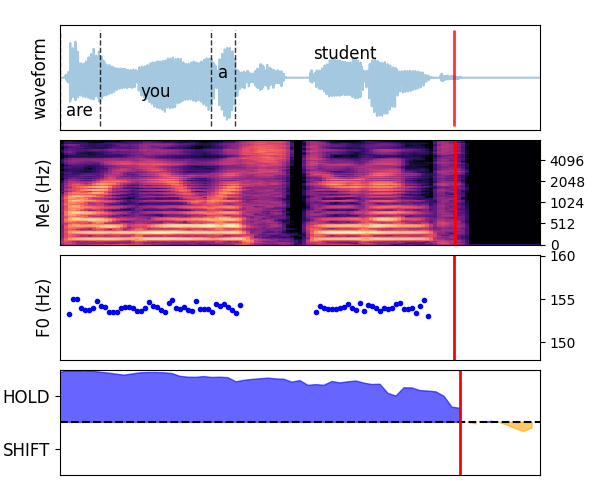 waveform
are
you
a
student
Mel (Hz)
4096
2048
1024
512
0
F0 (Hz)
160
155
150
HOLD
SHIFT